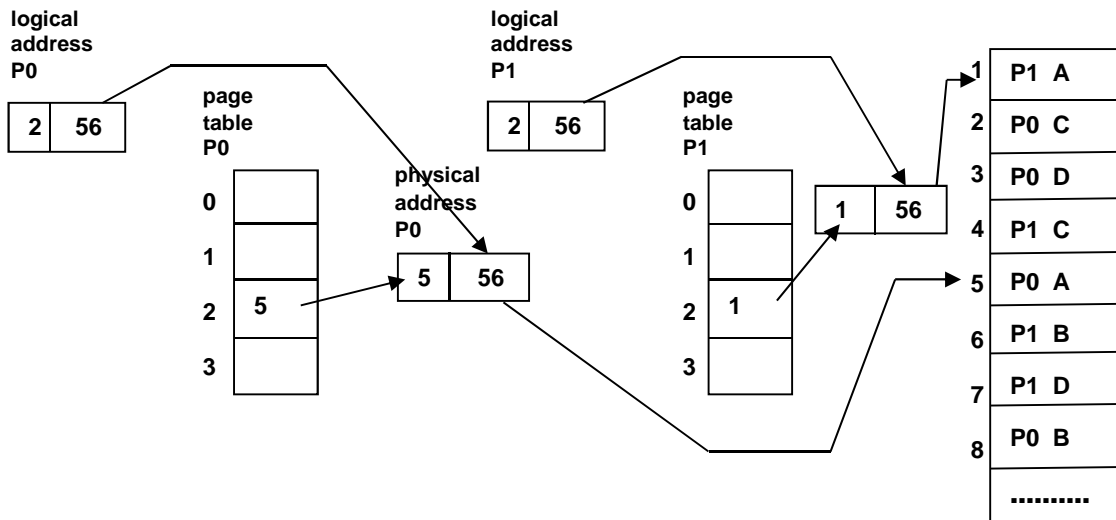 logical
address
P0
2 56
page
table
P0
0
1
2 5
3
physical
address
P0
5 56
logical
address
P1
2 56
page
table
P1
0
1
2 1
3
1 56
1 P1 A
2 P0 C
3 P0 D
4 P1 C
5 P0 A
6 P1 B
7 P1 D
8 P0 B
..........